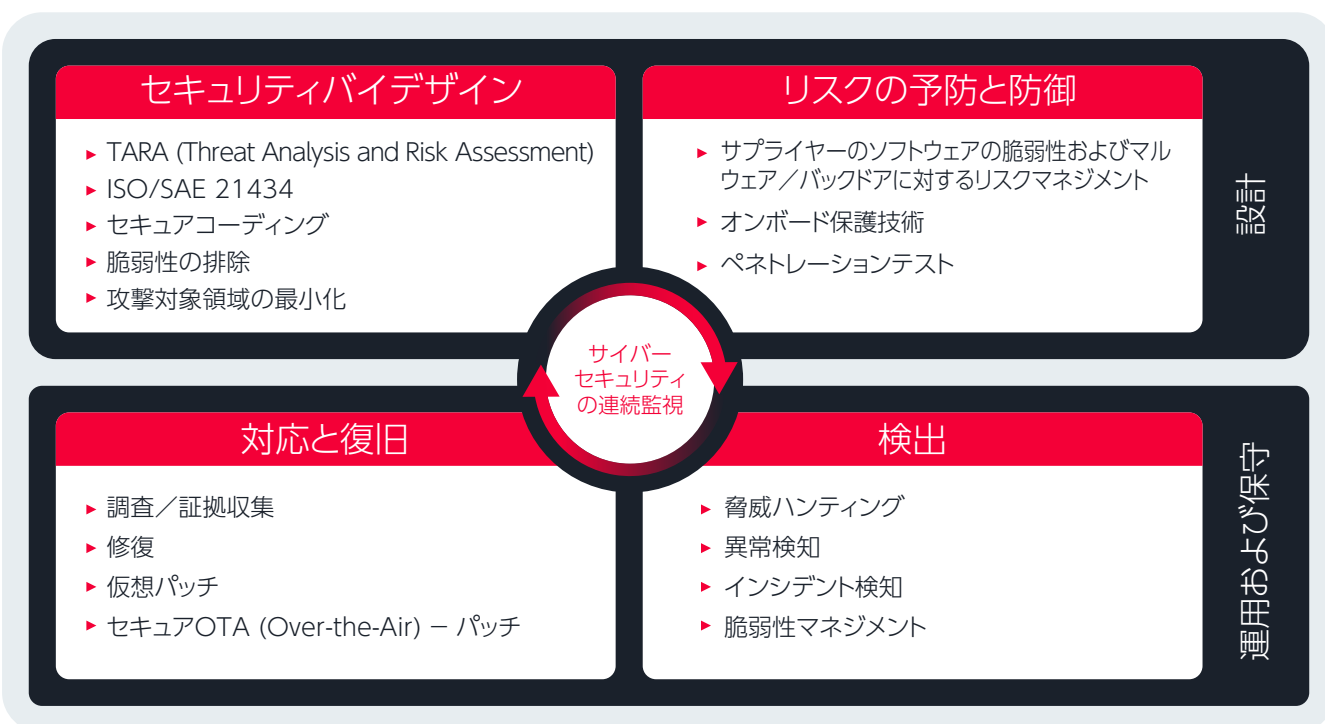 セキュリティバイデザイン
TARA (Threat Analysis and Risk Assessment)
ISO/SAE 21434
セキュアコーディング
脆弱性の排除
攻撃対象領域の最小化
リスクの予防と防御
サプライヤーのソフトウェアの脆弱性およびマル
ウェア／バックドアに対するリスクマネジメント
オンボード保護技術
ペネトレーションテスト
設計
サイバー
セキュリティ
の連続監視
対応と復旧
調査／証拠収集
修復
仮想パッチ
セキュアOTA (Over-the-Air) − パッチ
検出
脅威ハンティング
異常検知
インシデント検知
脆弱性マネジメント
運用および保守